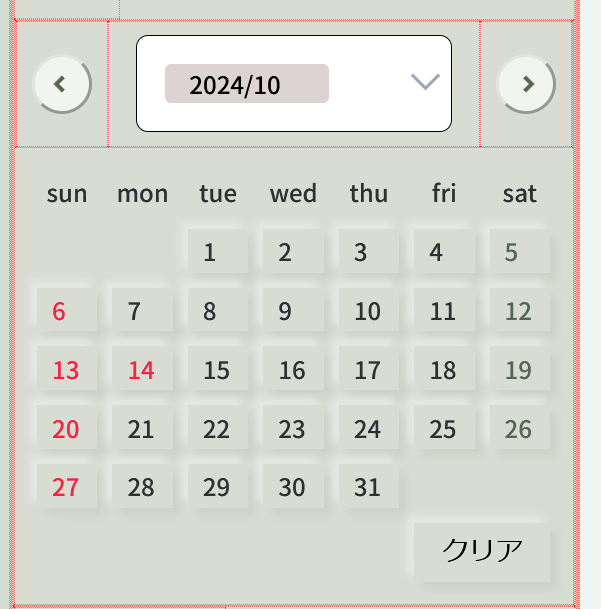 2024/10
sun mon tue wed thu fri sat
1 2 3 4 5
6 7 8 9 10 11 12
13 14 15 16 17 18 19
20 21 22 23 24 25 26
27 28 29 30 31
クリア